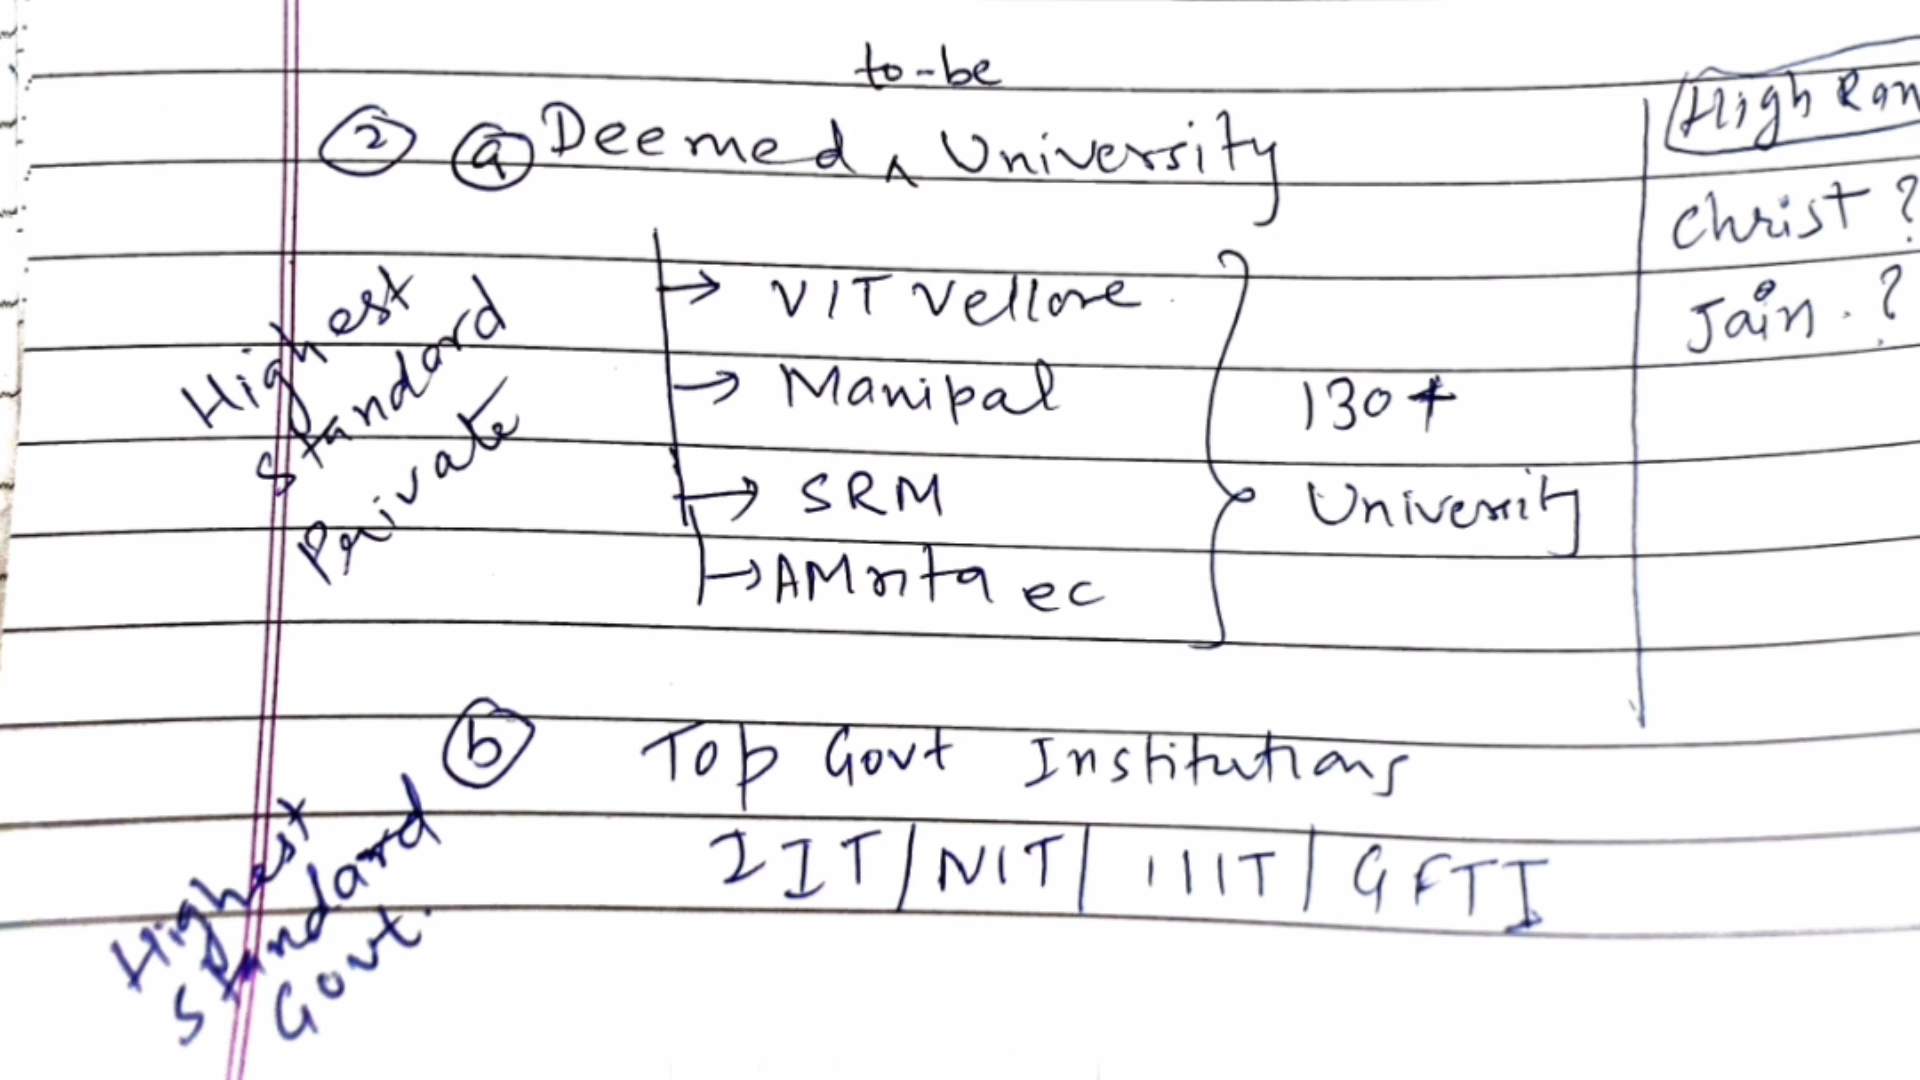 to-be
② ⓐ Deemed ^ University
→ VIT Vellore
→ Manipal
→ SRM
→ AMrita ec
130+
University
Highest
Standard
Private
High Ran
Christ ?
Jain. ?
ⓑ Top Govt Institutions
IIT/NIT/IIIT/GFTI
Highest
Standard
Govt.